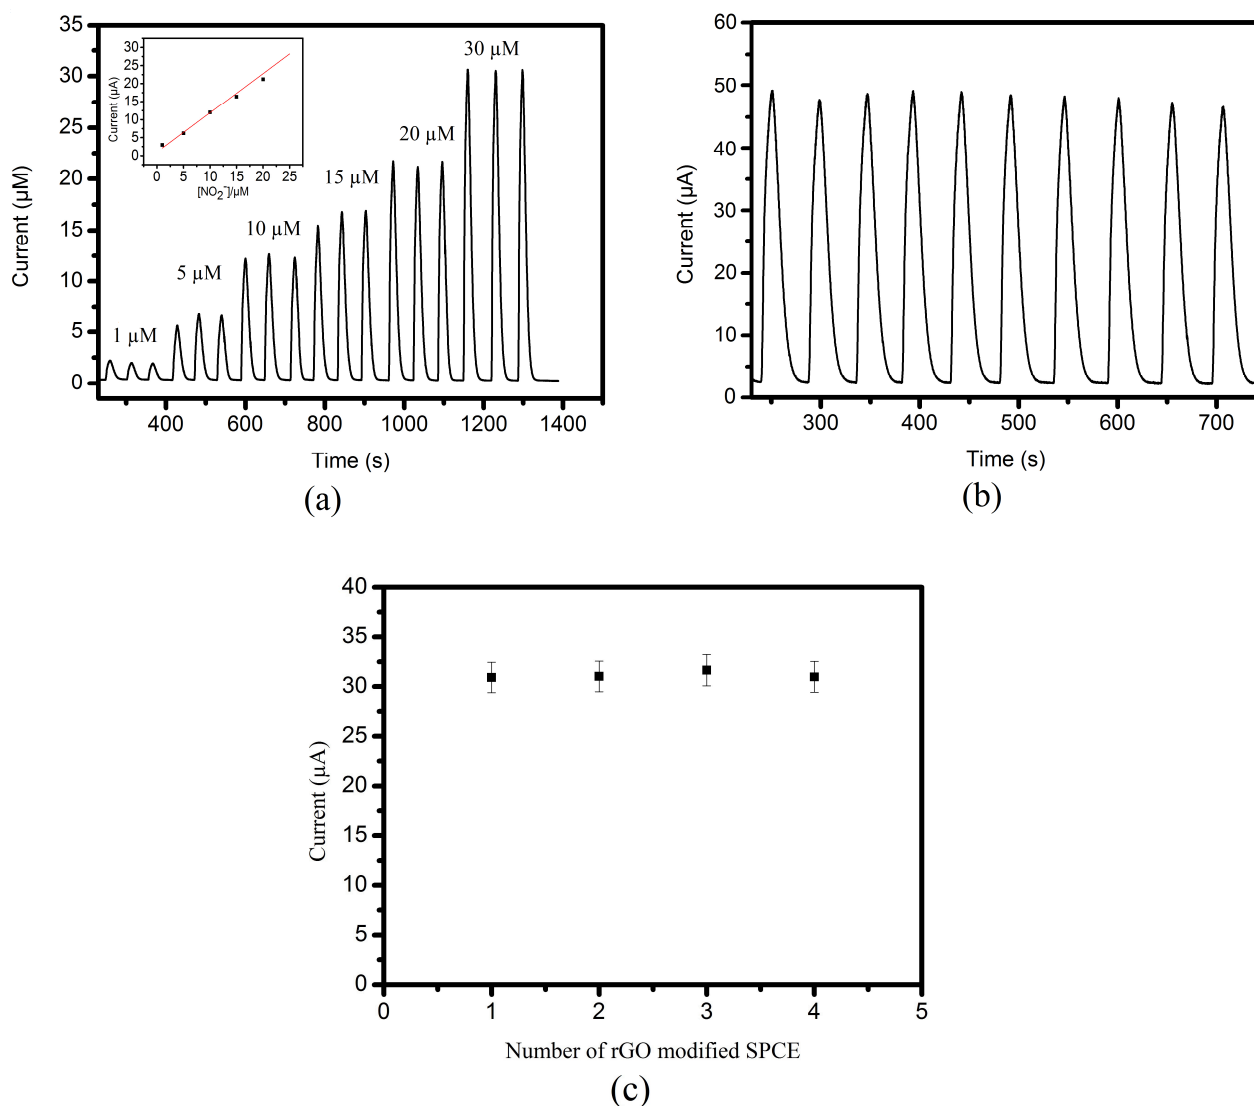 35
30
25
20
15
10
5
0
Current (µM)
400 600 800 1000 1200 1400
Time (s)
1 µM
5 µM
10 µM
15 µM
20 µM
30 µM
30
25
20
15
10
5
0
Current (µA)
0 5 10 15 20 25
[NO2⁻]/µM
(a)
60
50
40
30
20
10
0
Current (µA)
300 400 500 600 700
Time (s)
(b)
40
35
30
25
20
15
10
5
0
Current (µA)
0 1 2 3 4 5
Number of rGO modified SPCE
(c)